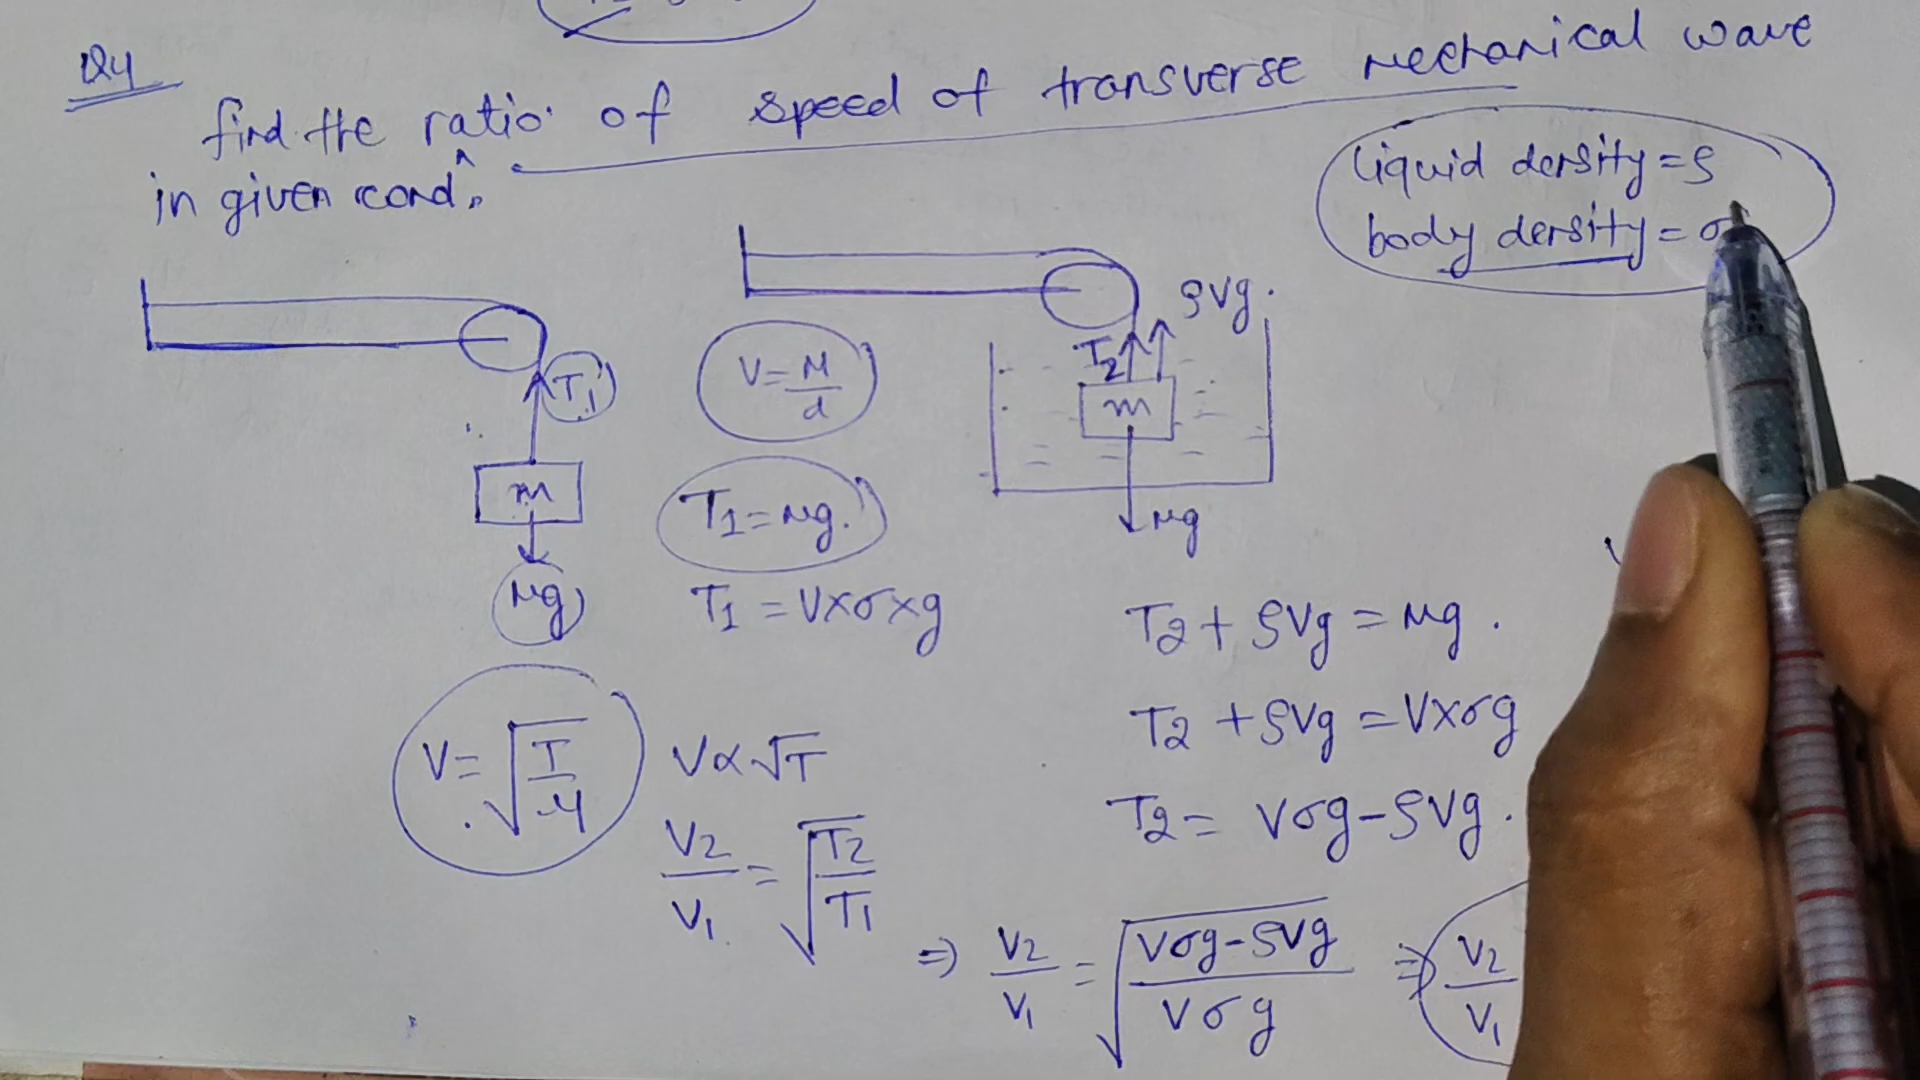 Q4
find the ratio of speed of transverse mechanical wave
in given condⁿ.
liquid density = ρ
body density = σ
T₁
m
Mg
V = M/d
T₁ = Mg.
T₁ = V×σ×g
ρVg.
T₂
m
Mg
T₂ + ρVg = Mg.
T₂ + ρVg = V×σg
T₂ = Vσg - ρVg.
V = √(T/μ)
V ∝ √T
V₂/V₁ = √(T₂/T₁)
⇒ V₂/V₁ = √((Vσg - ρVg)/(Vσg)) ⇒ V₂/V₁